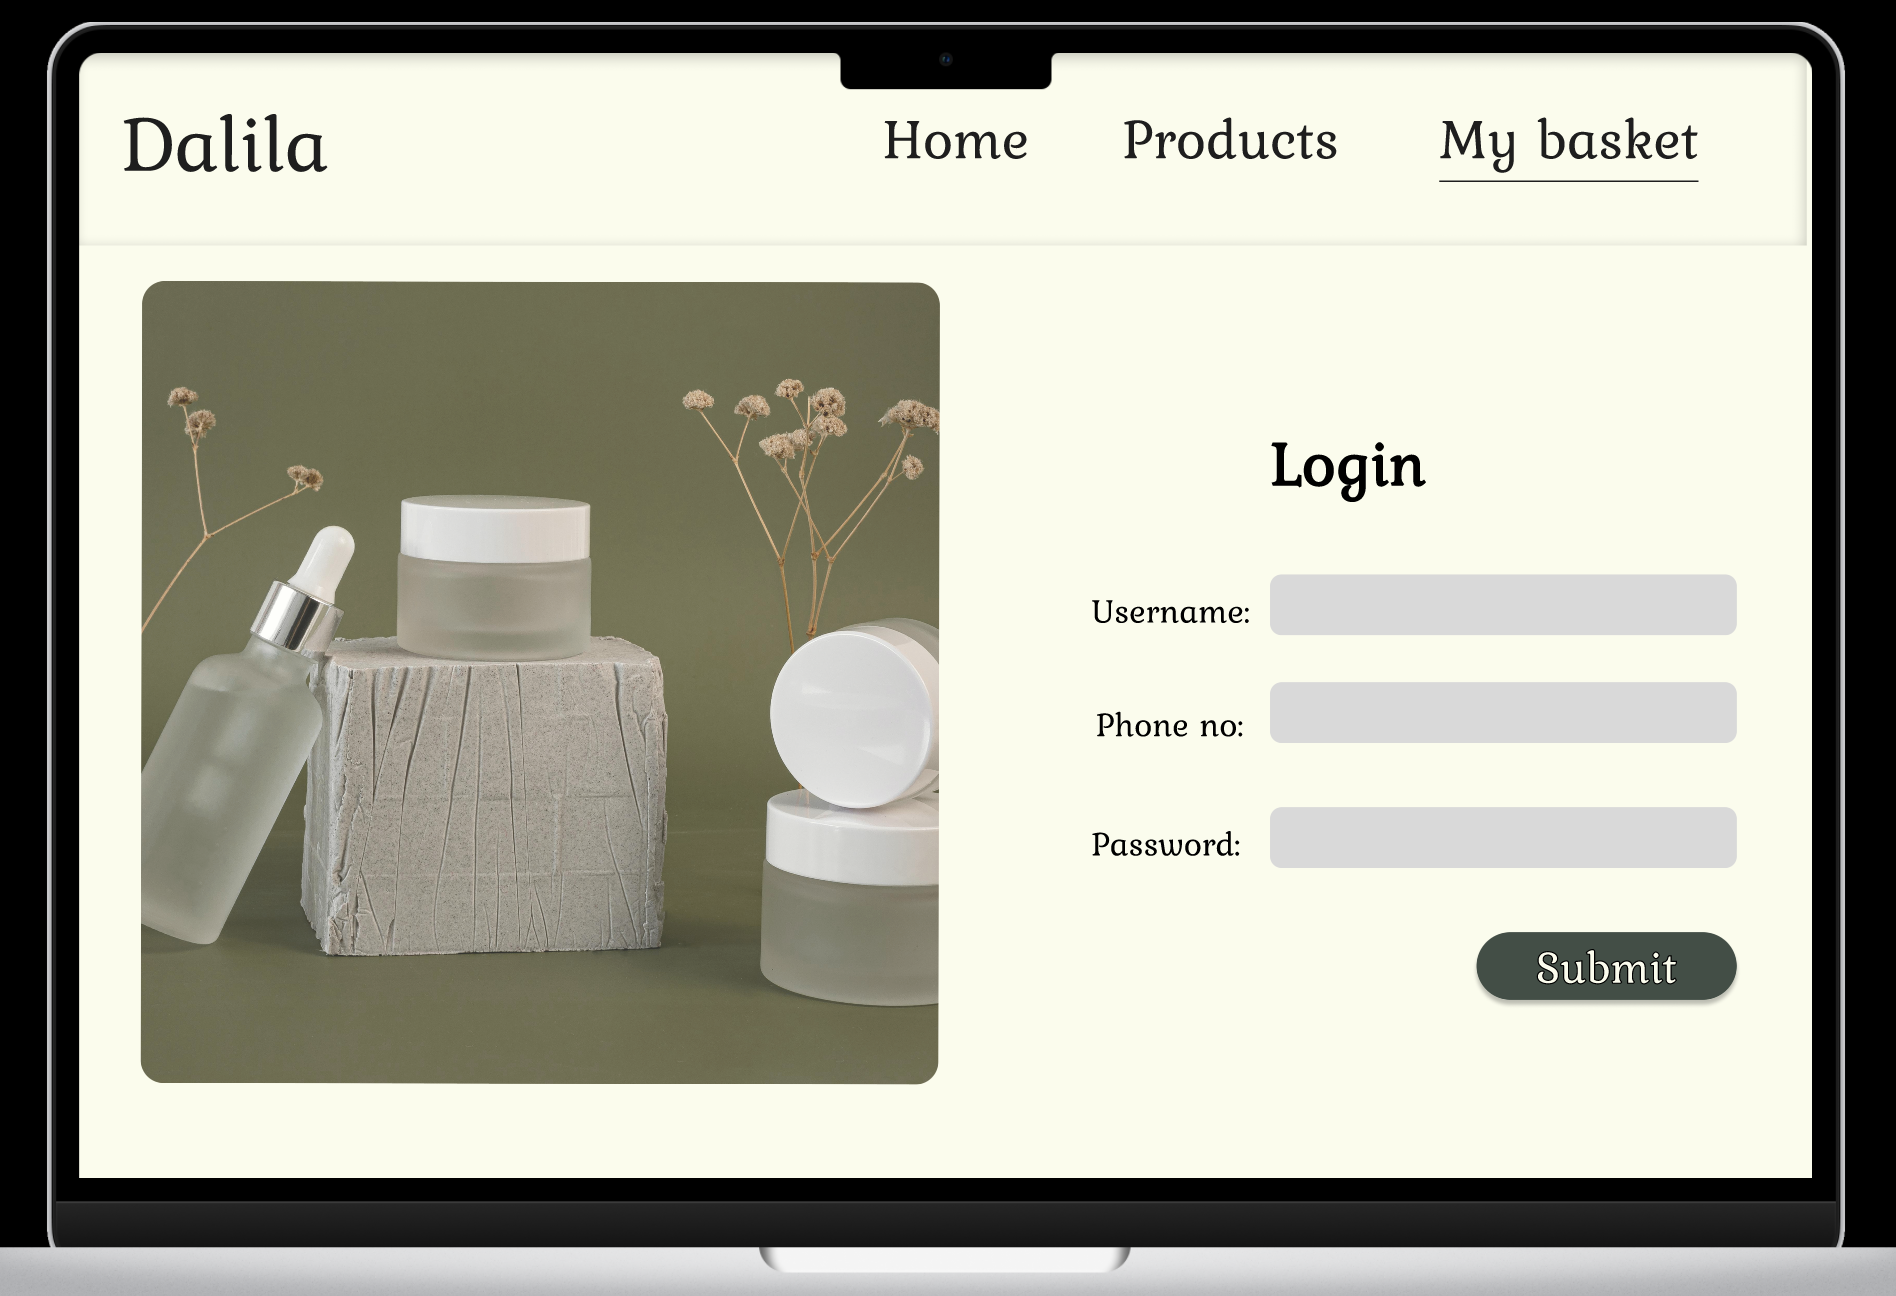 Dalila
Home Products My basket
Login
Username:
Phone no:
Password:
Submit